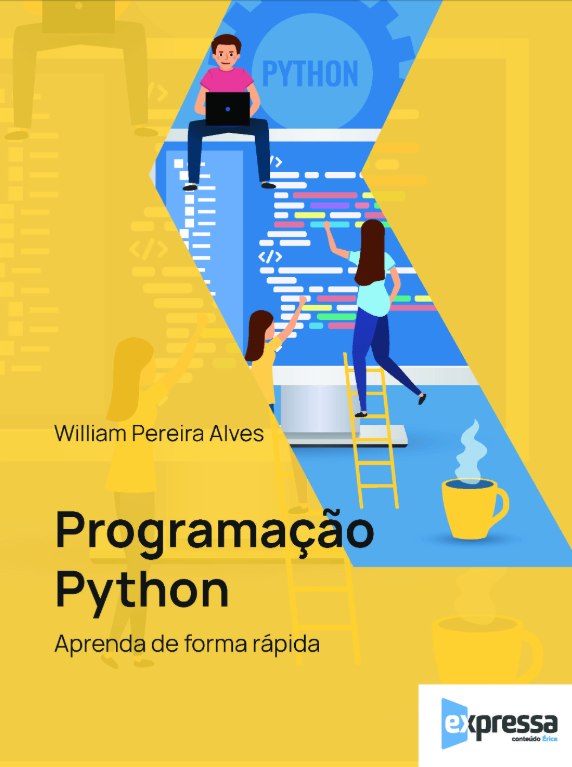 PYTHON
</>
</>
William Pereira Alves
Programação
Python
Aprenda de forma rápida
expressa
conteúdo Érica